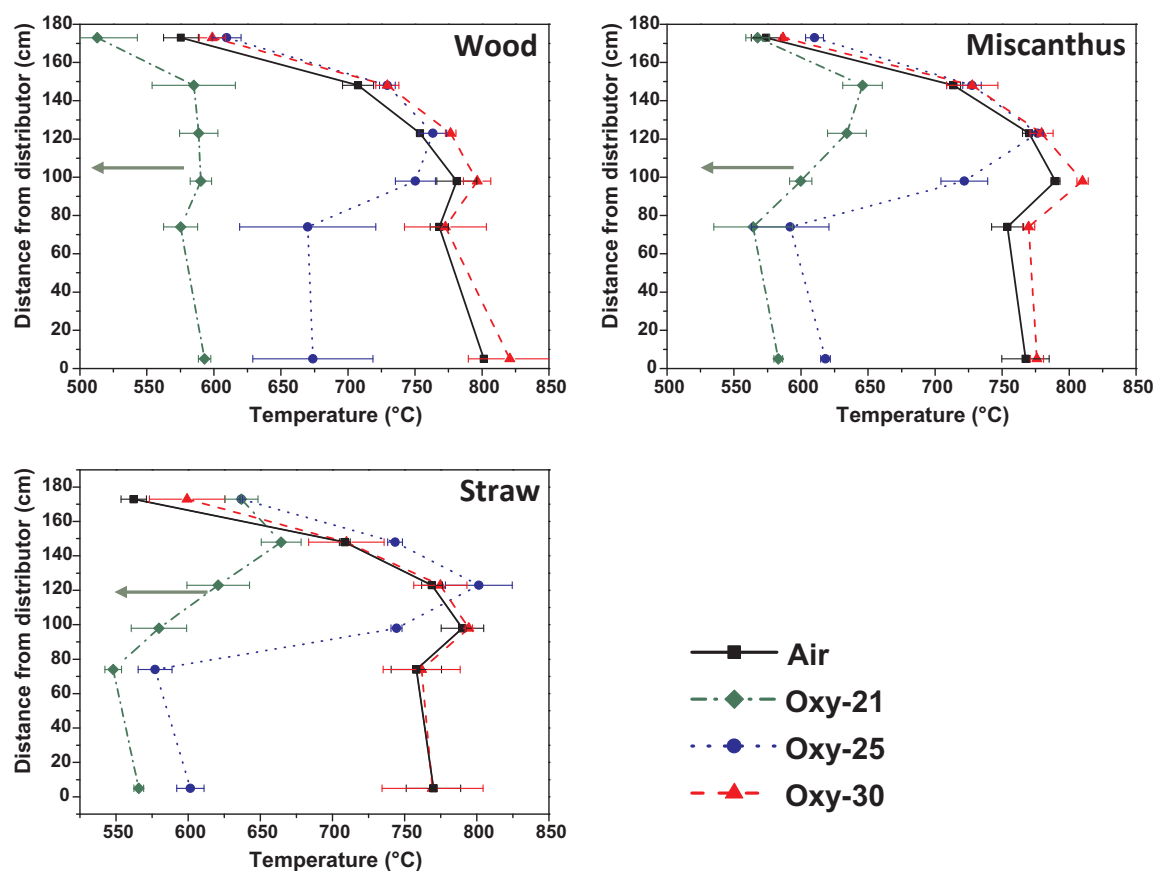 Wood
Distance from distributor (cm)
180
160
140
120
100
80
60
40
20
0
500 550 600 650 700 750 800 850
Temperature (°C)
Miscanthus
Distance from distributor (cm)
180
160
140
120
100
80
60
40
20
0
500 550 600 650 700 750 800 850
Temperature (°C)
Straw
Distance from distributor (cm)
180
160
140
120
100
80
60
40
20
0
550 600 650 700 750 800 850
Temperature (°C)
Air
Oxy-21
Oxy-25
Oxy-30